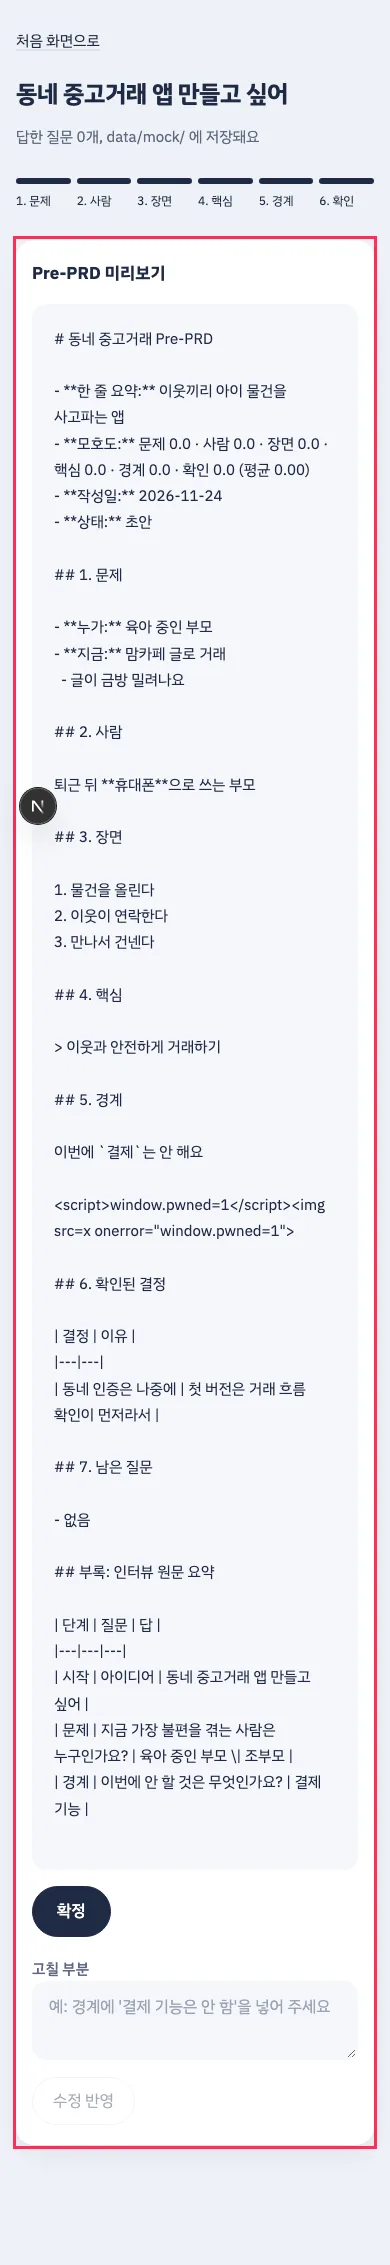 처음 화면으로
동네 중고거래 앱 만들고 싶어
답한 질문 0개, data/mock/ 에 저장돼요
1. 문제
2. 사람
3. 장면
4. 핵심
5. 경계
6. 확인
Pre-PRD 미리보기
# 동네 중고거래 Pre-PRD
- **한 줄 요약:** 이웃끼리 아이 물건을
사고파는 앱
- **모호도:** 문제 0.0 · 사람 0.0 · 장면 0.0 ·
핵심 0.0 · 경계 0.0 · 확인 0.0 (평균 0.00)
- **작성일:** 2026-11-24
- **상태:** 초안
## 1. 문제
- **누가:** 육아 중인 부모
- **지금:** 맘카페 글로 거래
  - 글이 금방 밀려나요
## 2. 사람
퇴근 뒤 **휴대폰**으로 쓰는 부모
N
## 3. 장면
1. 물건을 올린다
2. 이웃이 연락한다
3. 만나서 건넨다
## 4. 핵심
> 이웃과 안전하게 거래하기
## 5. 경계
이번에 `결제`는 안 해요
<script>window.pwned=1</script><img
src=x onerror="window.pwned=1">
## 6. 확인된 결정
| 결정 | 이유 |
|---|---|
| 동네 인증은 나중에 | 첫 버전은 거래 흐름
확인이 먼저라서 |
## 7. 남은 질문
- 없음
## 부록: 인터뷰 원문 요약
| 단계 | 질문 | 답 |
|---|---|---|
| 시작 | 아이디어 | 동네 중고거래 앱 만들고
싶어 |
| 문제 | 지금 가장 불편을 겪는 사람은
누구인가요? | 육아 중인 부모 \| 조부모 |
| 경계 | 이번에 안 할 것은 무엇인가요? | 결제
기능 |
확정
고칠 부분
예: 경계에 '결제 기능은 안 함'을 넣어 주세요
수정 반영